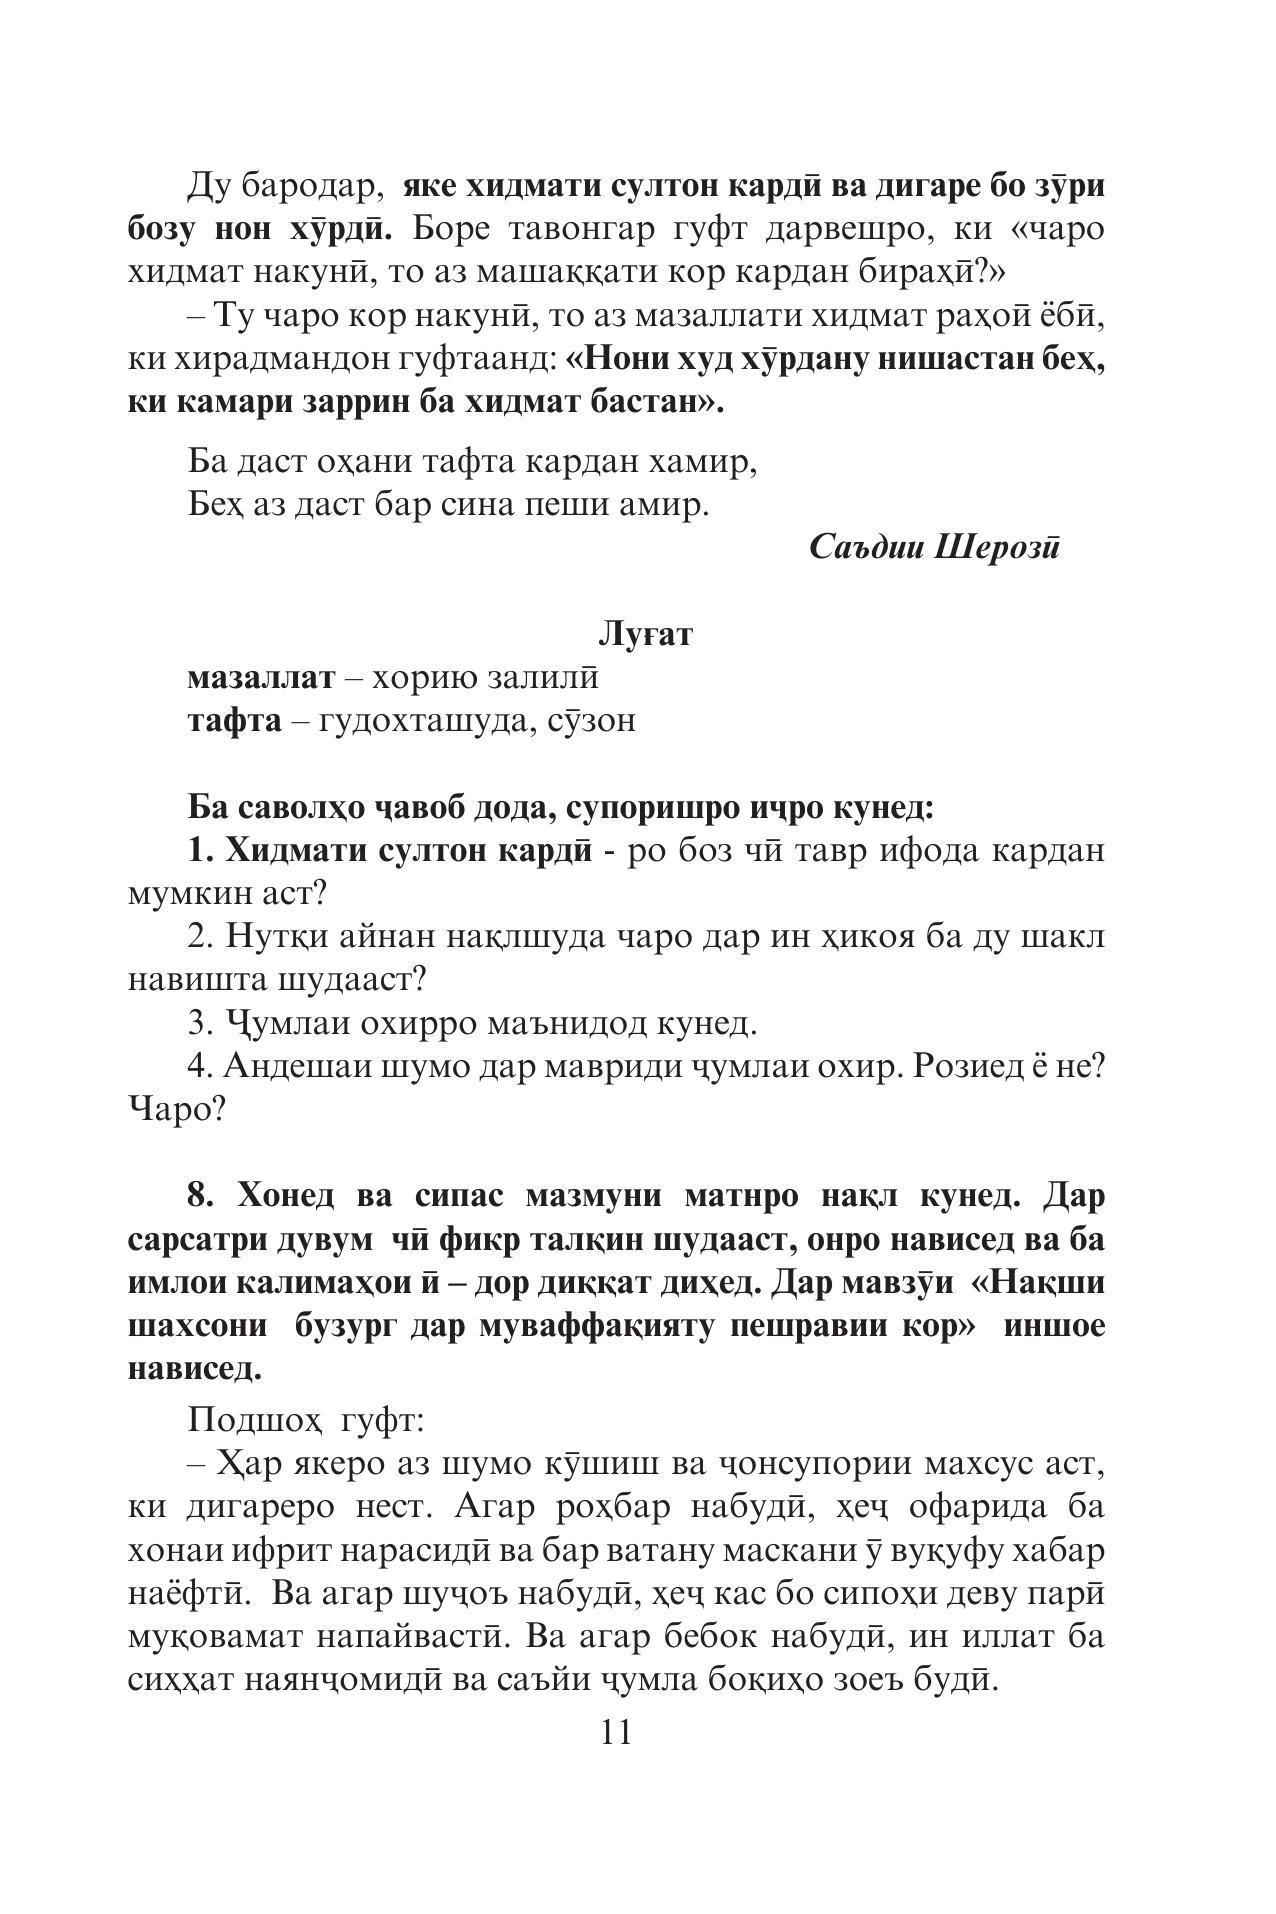 Ду бародар, яке хидмати султон кардӣ ва дигаре бо зӯри
бозу нон хӯрдӣ. Боре тавонгар гуфт дарвешро, ки «чаро
хидмат накунӣ, то аз машаққати кор кардан бираҳӣ?»
– Ту чаро кор накунӣ, то аз мазаллати хидмат раҳоӣ ёбӣ,
ки хирадмандон гуфтаанд: «Нони худ хӯрдану нишастан беҳ,
ки камари заррин ба хидмат бастан».
Ба даст оҳани тафта кардан хамир,
Беҳ аз даст бар сина пеши амир.
Саъдии Шерозӣ
Луғат
мазаллат – хорию залилӣ
тафта – гудохташуда, сӯзон
Ба саволҳо ҷавоб дода, супоришро иҷро кунед:
1. Хидмати султон кардӣ - ро боз чӣ тавр ифода кардан
мумкин аст?
2. Нутқи айнан нақлшуда чаро дар ин ҳикоя ба ду шакл
навишта шудааст?
3. Ҷумлаи охирро маънидод кунед.
4. Андешаи шумо дар мавриди ҷумлаи охир. Розиед ё не?
Чаро?
8. Хонед ва сипас мазмуни матнро нақл кунед. Дар
сарсатри дувум чӣ фикр талқин шудааст, онро нависед ва ба
имлои калимаҳои ӣ – дор диққат диҳед. Дар мавзӯи «Нақши
шахсони бузург дар муваффақияту пешравии кор» иншое
нависед.
Подшоҳ гуфт:
– Ҳар якеро аз шумо кӯшиш ва ҷонсупории махсус аст,
ки дигареро нест. Агар роҳбар набудӣ, ҳеҷ офарида ба
хонаи ифрит нарасидӣ ва бар ватану маскани ӯ вуқуфу хабар
наёфтӣ. Ва агар шуҷоъ набудӣ, ҳеҷ кас бо сипоҳи деву парӣ
муқовамат напайвастӣ. Ва агар бебок набудӣ, ин иллат ба
сиҳҳат наянҷомидӣ ва саъйи ҷумла боқиҳо зоеъ будӣ.
11